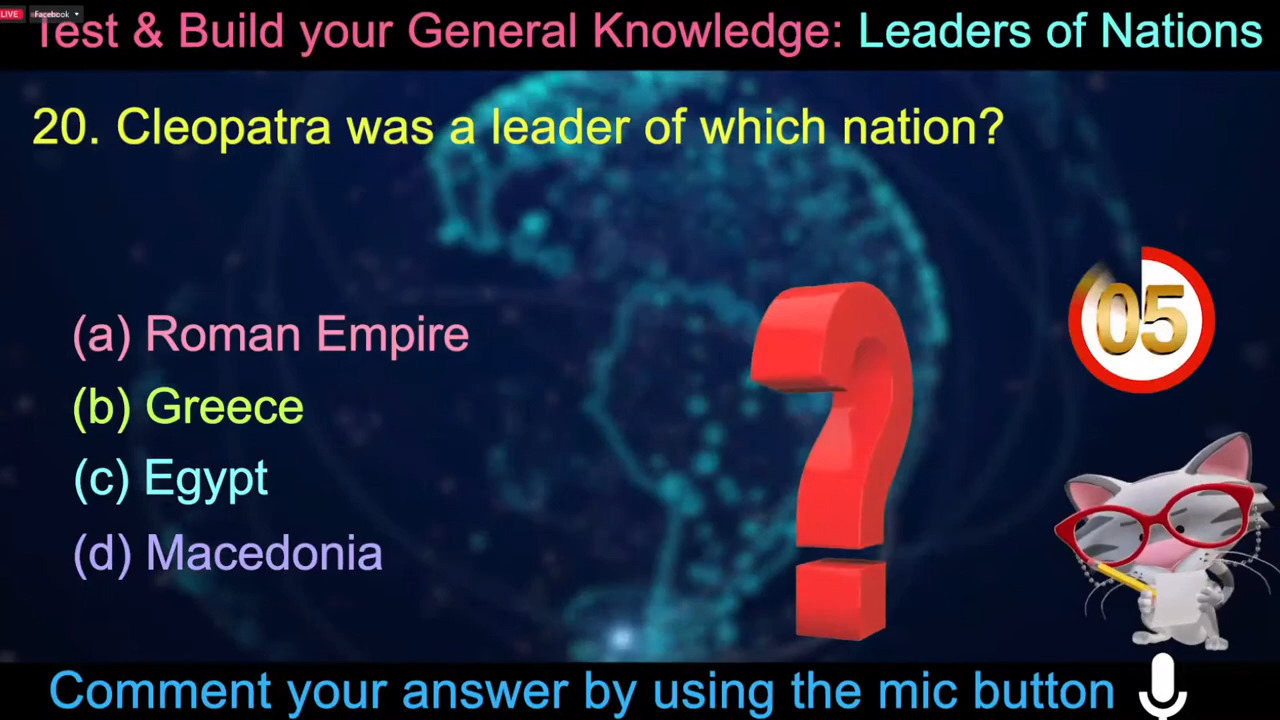 LIVE Facebook
Test & Build your General Knowledge: Leaders of Nations
20. Cleopatra was a leader of which nation?
05
(a) Roman Empire
(b) Greece
(c) Egypt
(d) Macedonia
?
Comment your answer by using the mic button